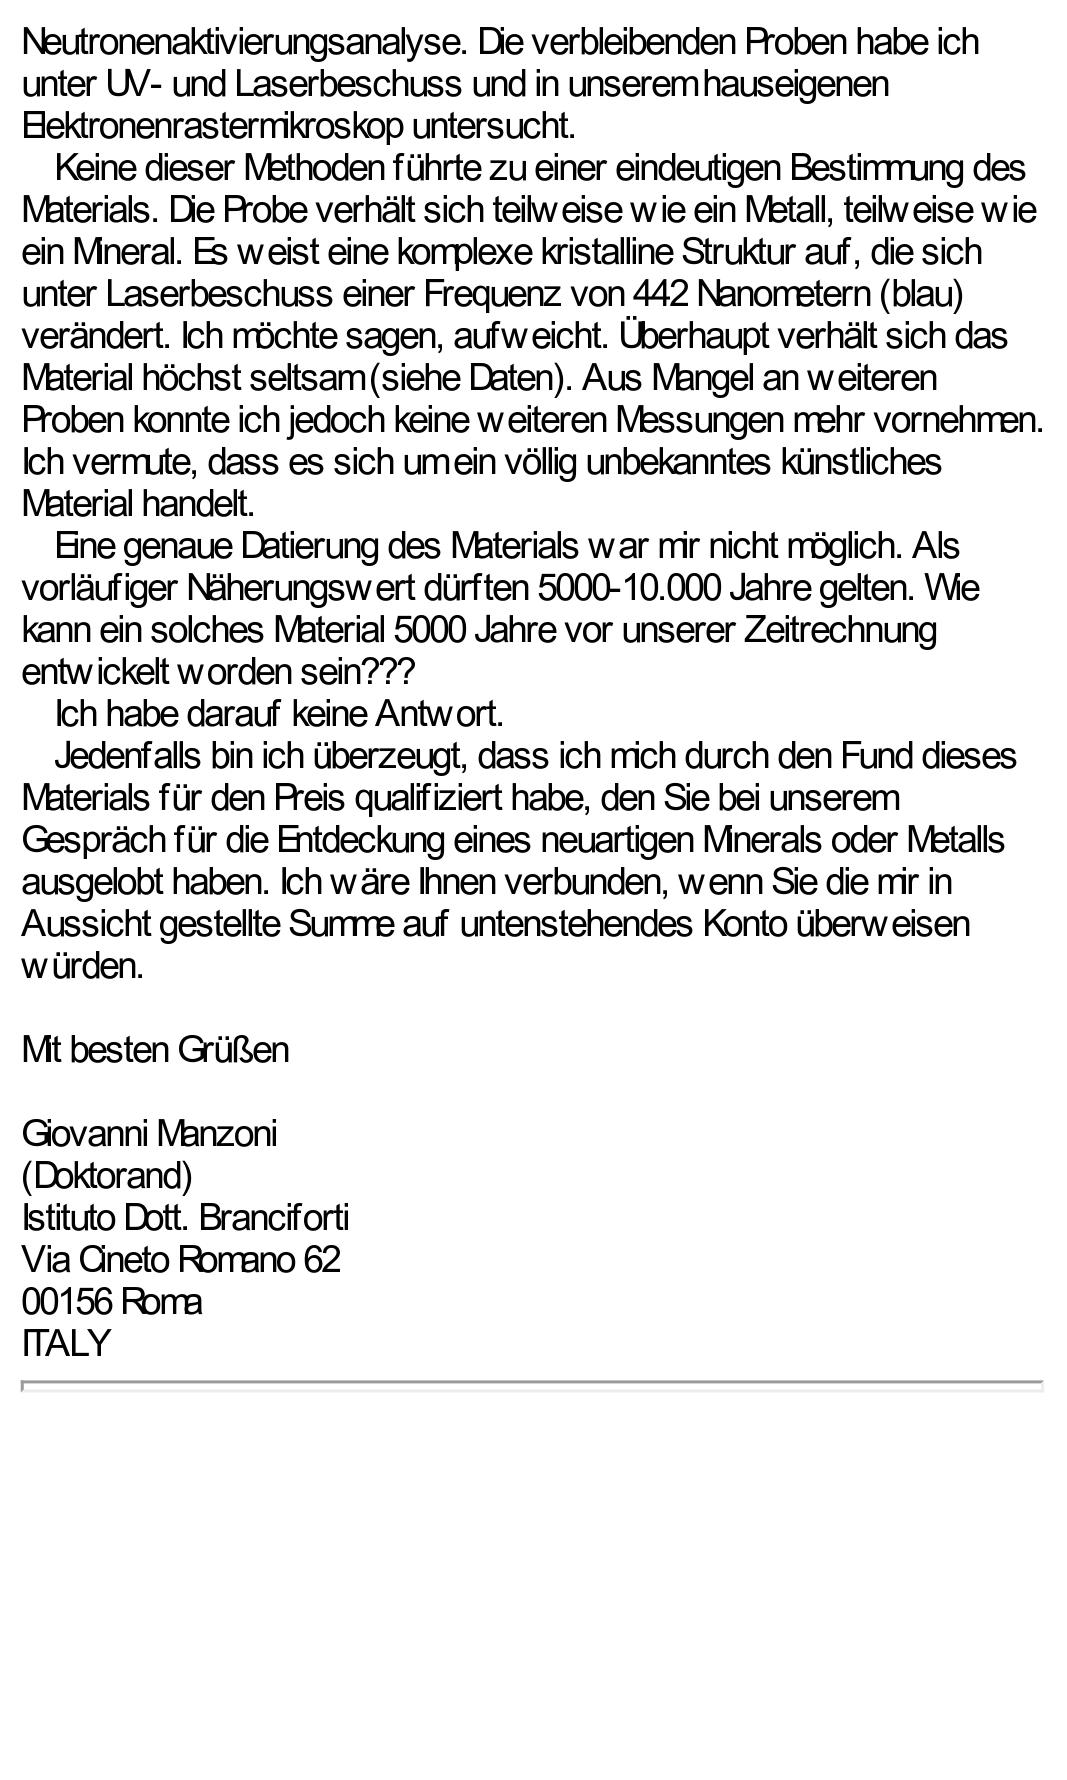 Neutronenaktivierungsanalyse. Die verbleibenden Proben habe ich
unter UV- und Laserbeschuss und in unserem hauseigenen
Elektronenrastermikroskop untersucht.
Keine dieser Methoden führte zu einer eindeutigen Bestimmung des
Materials. Die Probe verhält sich teilweise wie ein Metall, teilweise wie
ein Mineral. Es weist eine komplexe kristalline Struktur auf, die sich
unter Laserbeschuss einer Frequenz von 442 Nanometern (blau)
verändert. Ich möchte sagen, aufweicht. Überhaupt verhält sich das
Material höchst seltsam (siehe Daten). Aus Mangel an weiteren
Proben konnte ich jedoch keine weiteren Messungen mehr vornehmen.
Ich vermute, dass es sich um ein völlig unbekanntes künstliches
Material handelt.
Eine genaue Datierung des Materials war mir nicht möglich. Als
vorläufiger Näherungswert dürften 5000-10.000 Jahre gelten. Wie
kann ein solches Material 5000 Jahre vor unserer Zeitrechnung
entwickelt worden sein???
Ich habe darauf keine Antwort.
Jedenfalls bin ich überzeugt, dass ich mich durch den Fund dieses
Materials für den Preis qualifiziert habe, den Sie bei unserem
Gespräch für die Entdeckung eines neuartigen Minerals oder Metalls
ausgelobt haben. Ich wäre Ihnen verbunden, wenn Sie die mir in
Aussicht gestellte Summe auf untenstehendes Konto überweisen
würden.
Mit besten Grüßen
Giovanni Manzoni
(Doktorand)
Istituto Dott. Branciforti
Via Cineto Romano 62
00156 Roma
ITALY